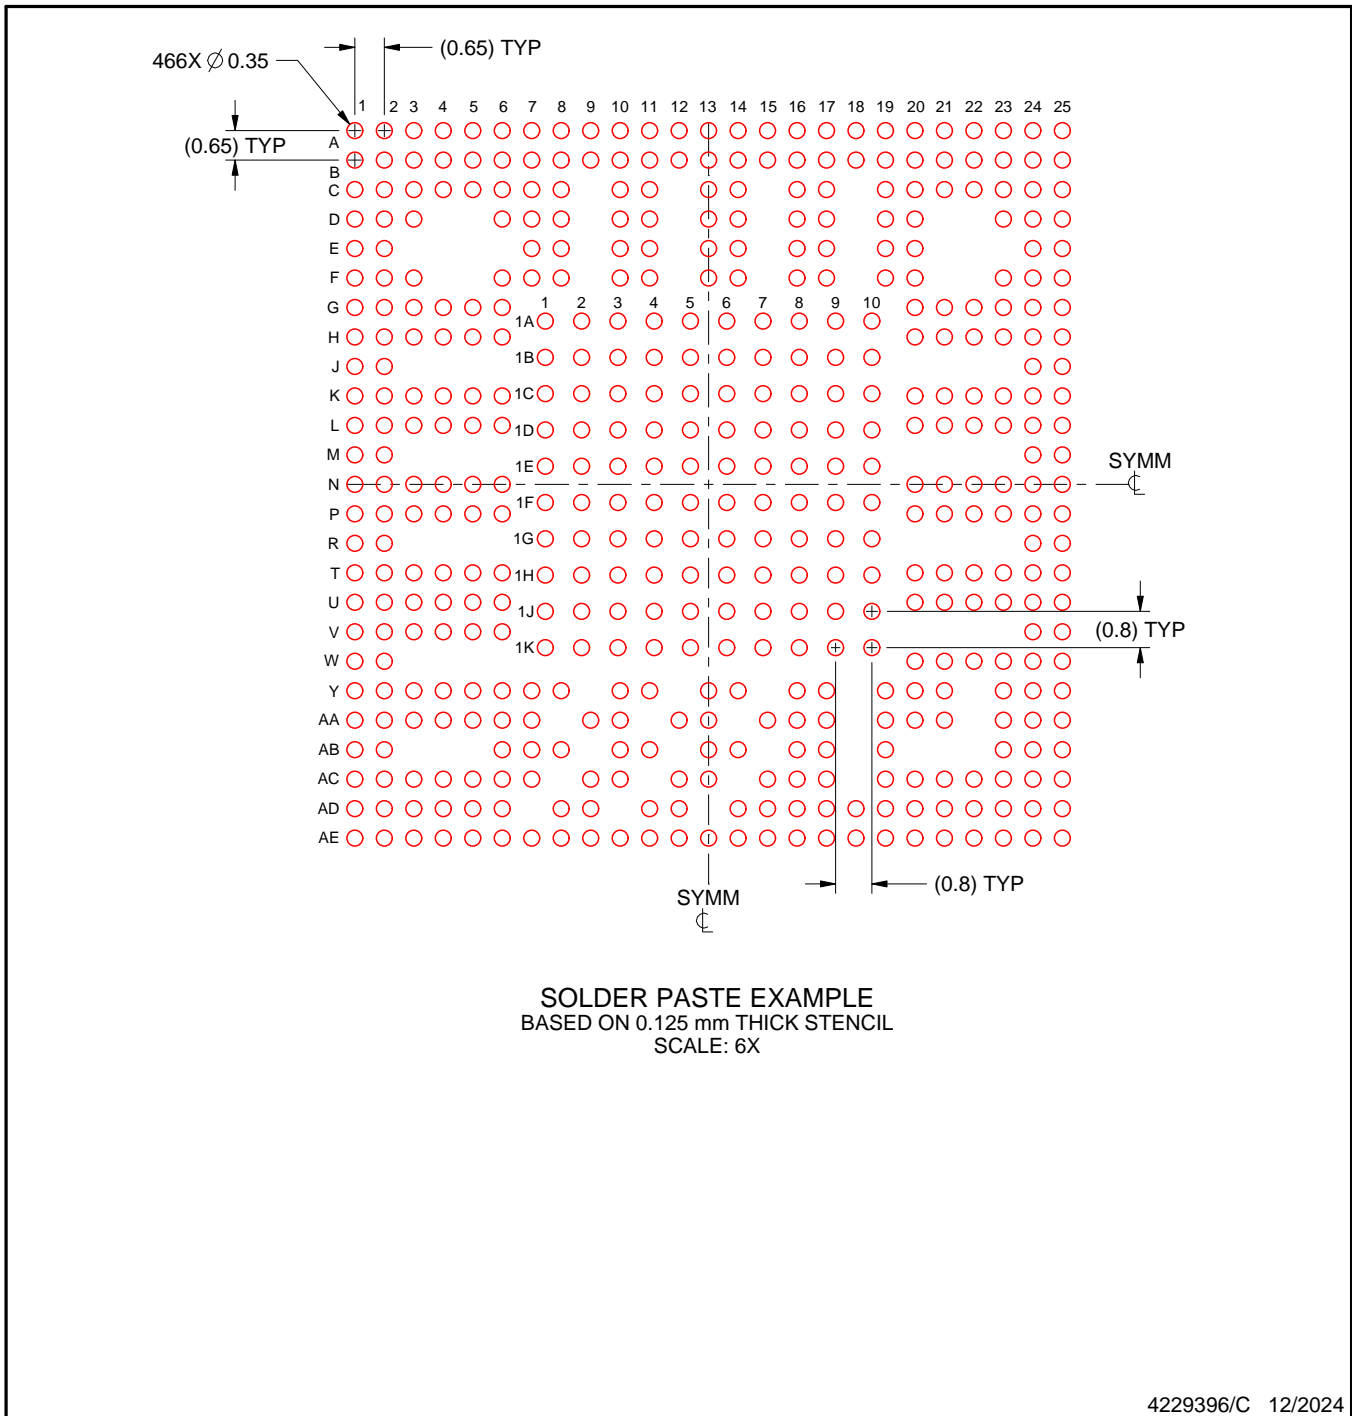 (0.65) TYP
466X ∅ 0.35
1 2 3 4 5 6 7 8 9 10 11 12 13 14 15 16 17 18 19 20 21 22 23 24 25
(0.65) TYP
A
B
C
D
E
F
G
1 2 3 4 5 6 7 8 9 10
1A
H
1B
J
K
1C
L
1D
M
1E
SYMM
N
1F
P
1G
R
T
1H
U
1J
V
(0.8) TYP
1K
W
Y
AA
AB
AC
AD
AE
(0.8) TYP
SYMM
SOLDER PASTE EXAMPLE
BASED ON 0.125 mm THICK STENCIL
SCALE: 6X
4229396/C 12/2024